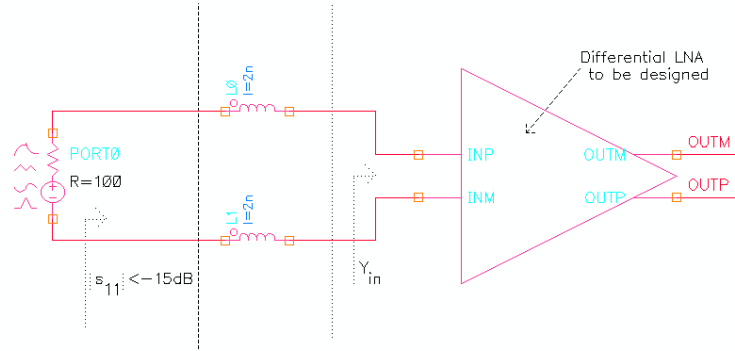 Differential LNA
to be designed
L0
l=2n
PORT0
R=100
INP
INM
OUTM
OUTP
OUTM
OUTP
L1
l=2n
|s11|<-15dB
Yin